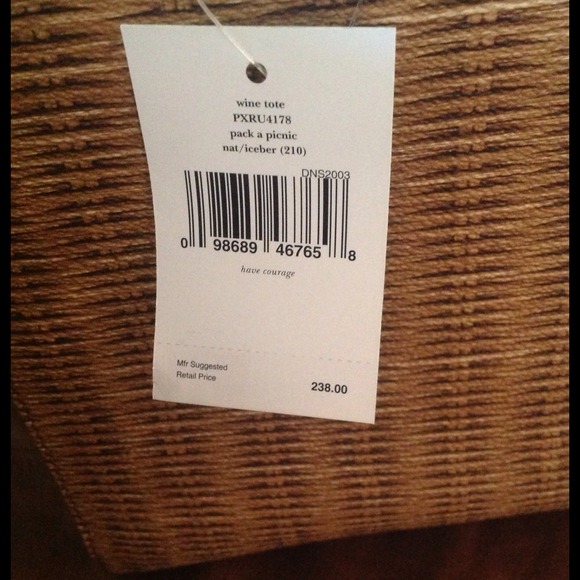 wine tote
PXRU4178
pack a picnic
nat/iceber (210)
DNS2003
0 98689 46765 8
have courage
Mfr Suggested
Retail Price
238.00